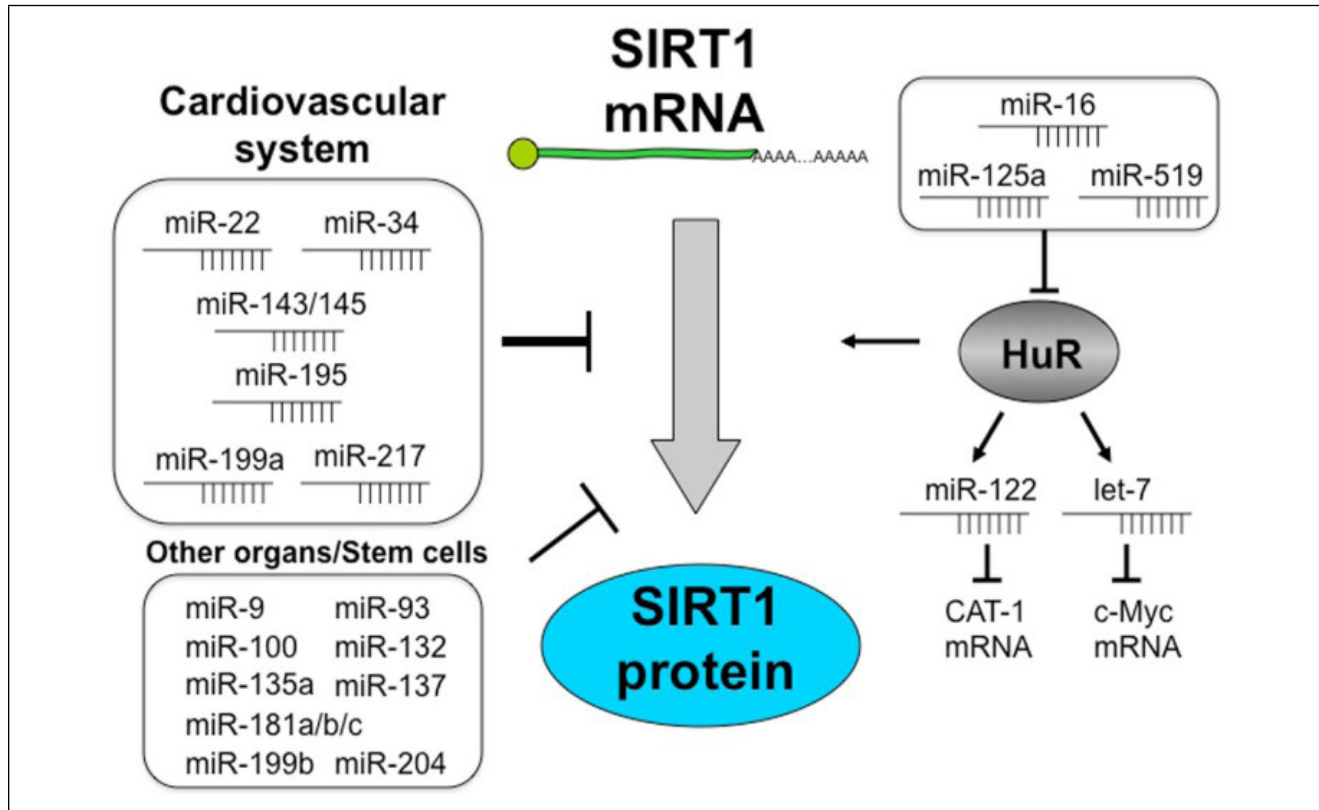 SIRT1
mRNA
AAAA...AAAAA
Cardiovascular
system
miR-22 miR-34
miR-143/145
miR-195
miR-199a miR-217
Other organs/Stem cells
miR-9 miR-93
miR-100 miR-132
miR-135a miR-137
miR-181a/b/c
miR-199b miR-204
SIRT1
protein
miR-16
miR-125a miR-519
HuR
miR-122 let-7
CAT-1 c-Myc
mRNA mRNA